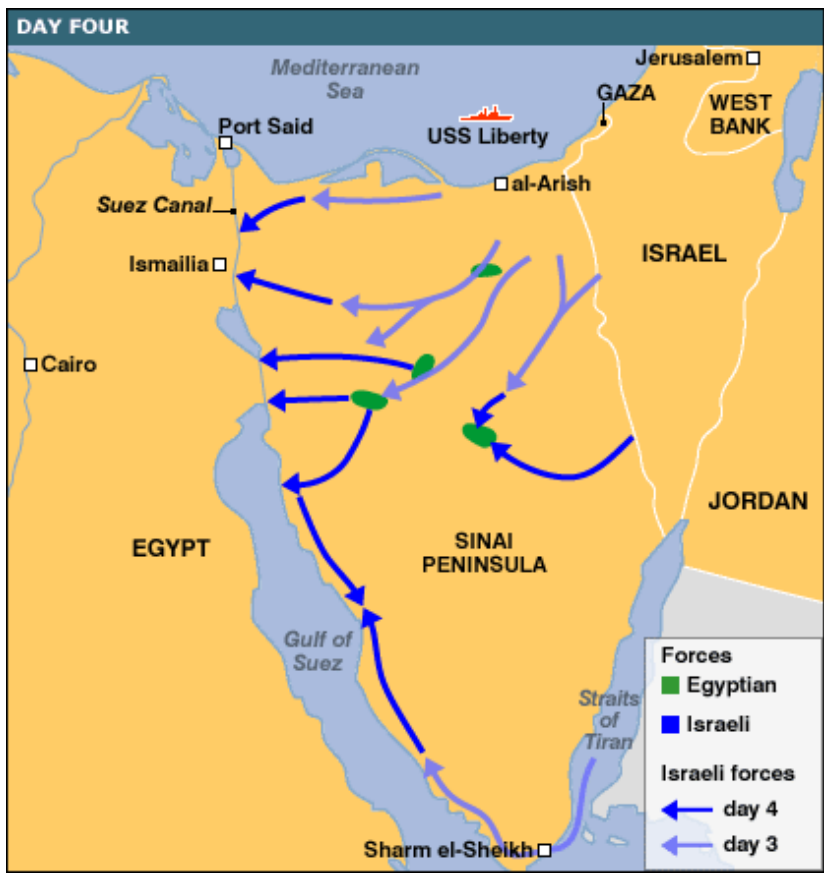 DAY FOUR
Mediterranean
Sea
Jerusalem
GAZA
WEST
BANK
USS Liberty
Port Said
al-Arish
Suez Canal
Ismailia
ISRAEL
Cairo
JORDAN
EGYPT
SINAI
PENINSULA
Gulf of
Suez
Straits
of
Tiran
Sharm el-Sheikh
Forces
Egyptian
Israeli
Israeli forces
day 4
day 3